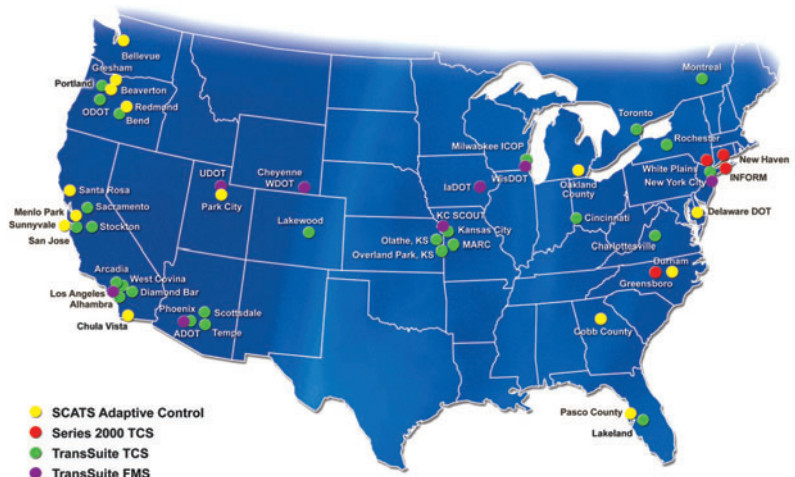 Bellevue
Gresham
Portland
Beaverton
Redmond
ODOT
Bend
Montreal
Toronto
Rochester
Milwaukee ICOP
WisDOT
Oakland
County
White Plains
New Haven
New York City
INFORM
UDOT
Cheyenne
WDOT
IaDOT
Park City
Santa Rosa
Menlo Park
Sacramento
Sunnyvale
Stockton
San Jose
Lakewood
KC SCOUT
Kansas City
Olathe, KS
MARC
Overland Park, KS
Cincinnati
Delaware DOT
Charlottesville
Durham
Greensboro
Arcadia
West Covina
Los Angeles
Diamond Bar
Alhambra
Chula Vista
Phoenix
Scottsdale
ADOT
Tempe
Cobb County
Pasco County
Lakeland
SCATS Adaptive Control
Series 2000 TCS
TransSuite TCS
TransSuite FMS